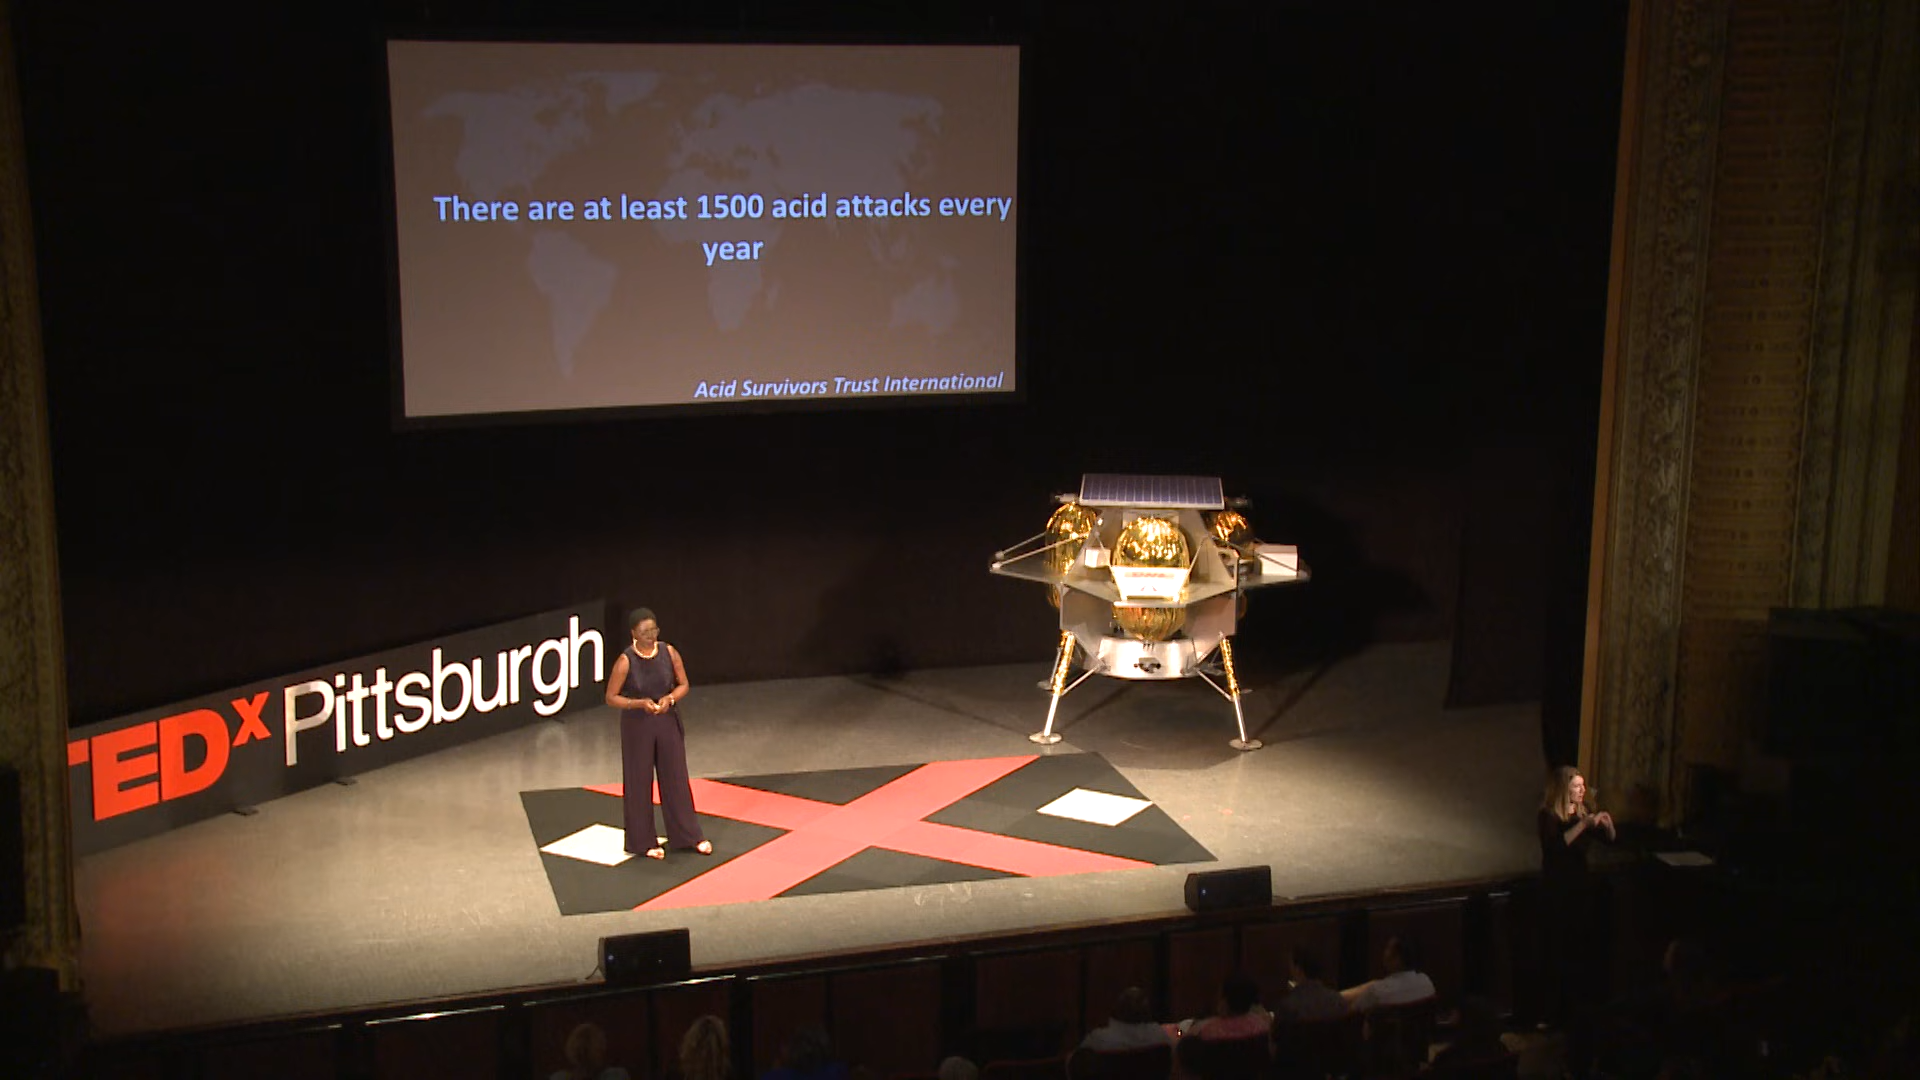 There are at least 1500 acid attacks every
year
Acid Survivors Trust International
TEDx Pittsburgh